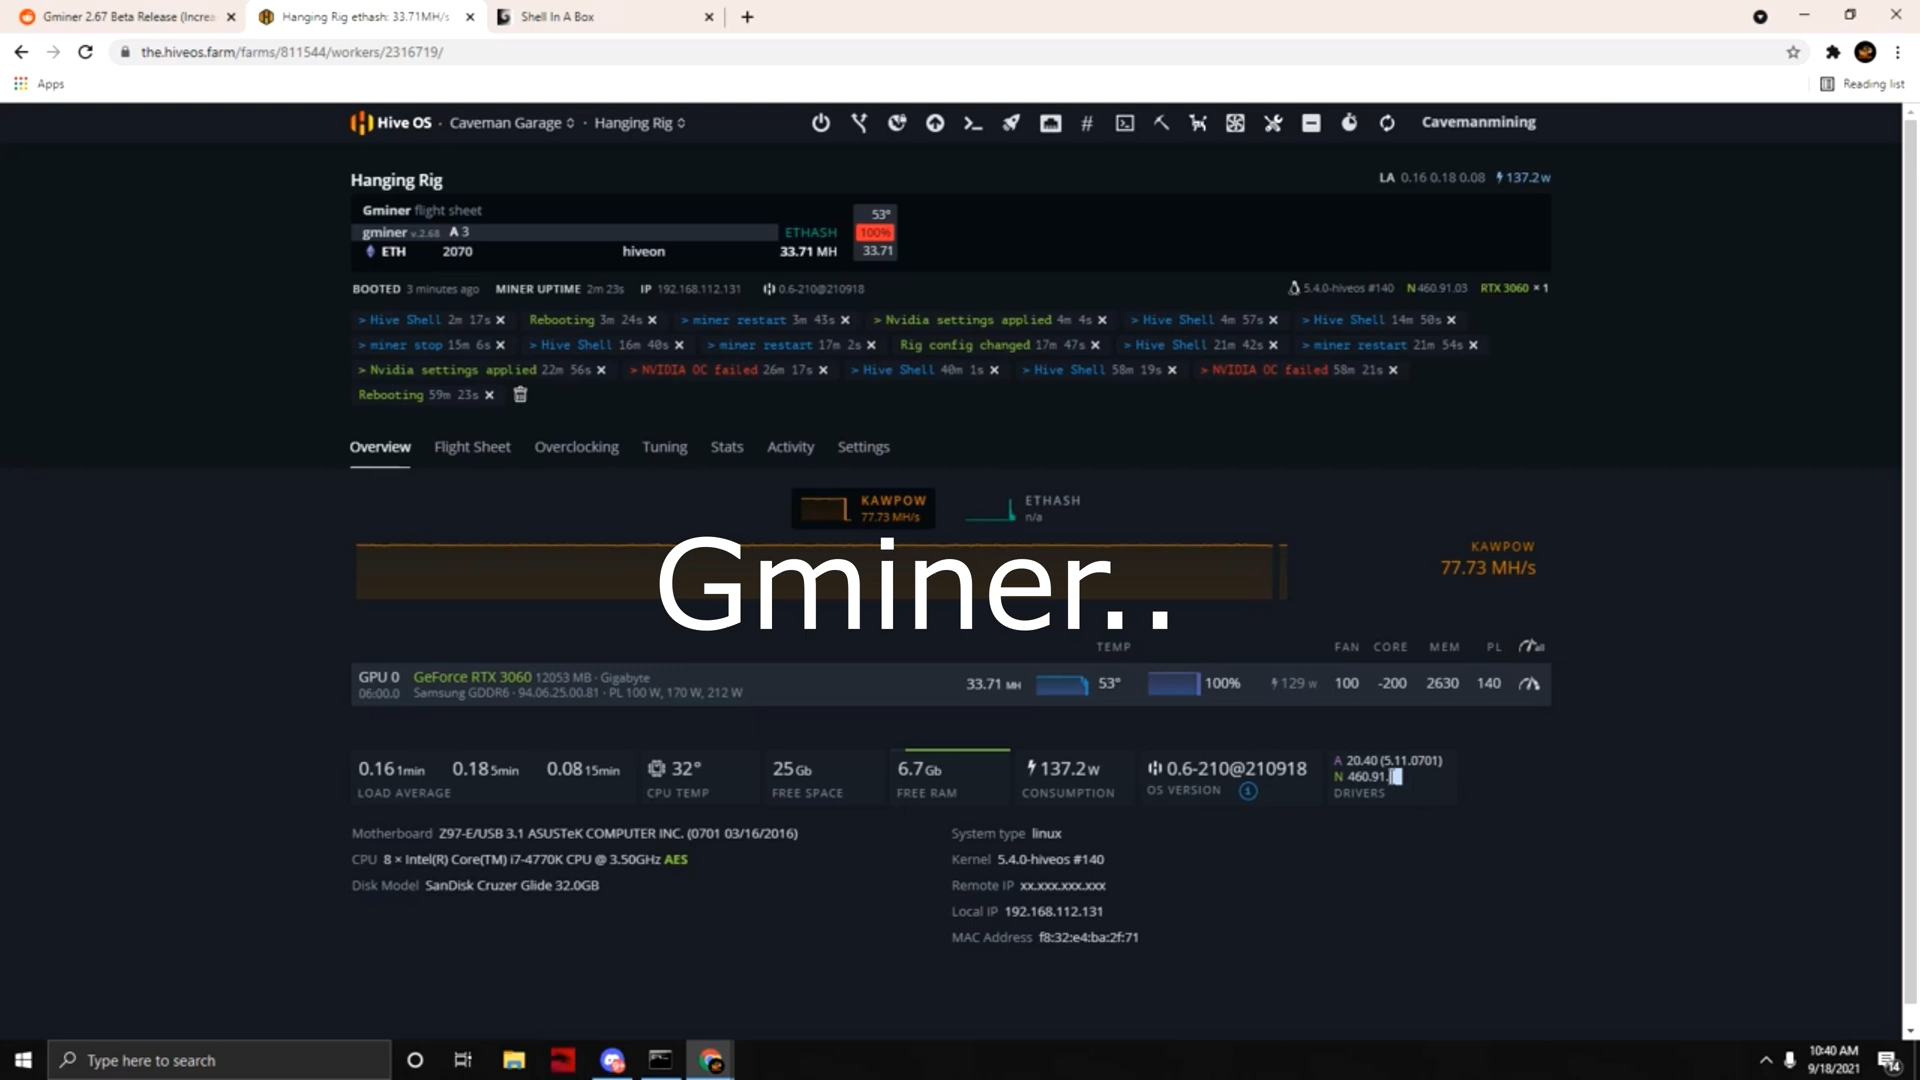 Gminer 2.67 Beta Release (Increa
Hanging Rig ethash: 33.71MH/s
Shell In A Box
the.hiveos.farm/farms/811544/workers/2316719/
Apps
Reading list
Hive OS · Caveman Garage · Hanging Rig
Cavemanmining
Hanging Rig
LA 0.16 0.18 0.08 137.2 w
Gminer flight sheet
53°
gminer v.2.68 A 3 ETHASH 100%
ETH 2070 hiveon 33.71 MH 33.71
BOOTED 3 minutes ago MINER UPTIME 2m 23s IP 192.168.112.131 0.6-210@210918
5.4.0-hiveos #140 N 460.91.03 RTX 3060 × 1
> Hive Shell 2m 17s × Rebooting 3m 24s × > miner restart 3m 43s × > Nvidia settings applied 4m 4s × > Hive Shell 4m 57s × > Hive Shell 14m 50s ×
> miner stop 15m 6s × > Hive Shell 16m 40s × > miner restart 17m 2s × Rig config changed 17m 47s × > Hive Shell 21m 42s × > miner restart 21m 54s ×
> Nvidia settings applied 22m 56s × > NVIDIA OC failed 26m 17s × > Hive Shell 40m 1s × > Hive Shell 58m 19s × > NVIDIA OC failed 58m 21s ×
Rebooting 59m 23s ×
Overview Flight Sheet Overclocking Tuning Stats Activity Settings
KAWPOW
77.73 MH/s
ETHASH
n/a
KAWPOW
77.73 MH/s
Gminer..
TEMP FAN CORE MEM PL
GPU 0 GeForce RTX 3060 12053 MB · Gigabyte
06:00.0 Samsung GDDR6 · 94.06.25.00.81 · PL 100 W, 170 W, 212 W
33.71 MH 53° 100% 129 w 100 -200 2630 140
0.16 1min 0.18 5min 0.08 15min
LOAD AVERAGE
32°
CPU TEMP
25 Gb
FREE SPACE
6.7 Gb
FREE RAM
137.2 w
CONSUMPTION
0.6-210@210918
OS VERSION 1
A 20.40 (5.11.0701)
N 460.91.
DRIVERS
Motherboard Z97-E/USB 3.1 ASUSTeK COMPUTER INC. (0701 03/16/2016)
CPU 8 × Intel(R) Core(TM) i7-4770K CPU @ 3.50GHz AES
Disk Model SanDisk Cruzer Glide 32.0GB
System type linux
Kernel 5.4.0-hiveos #140
Remote IP xx.xxx.xxx.xxx
Local IP 192.168.112.131
MAC Address f8:32:e4:ba:2f:71
Type here to search
10:40 AM
9/18/2021
14